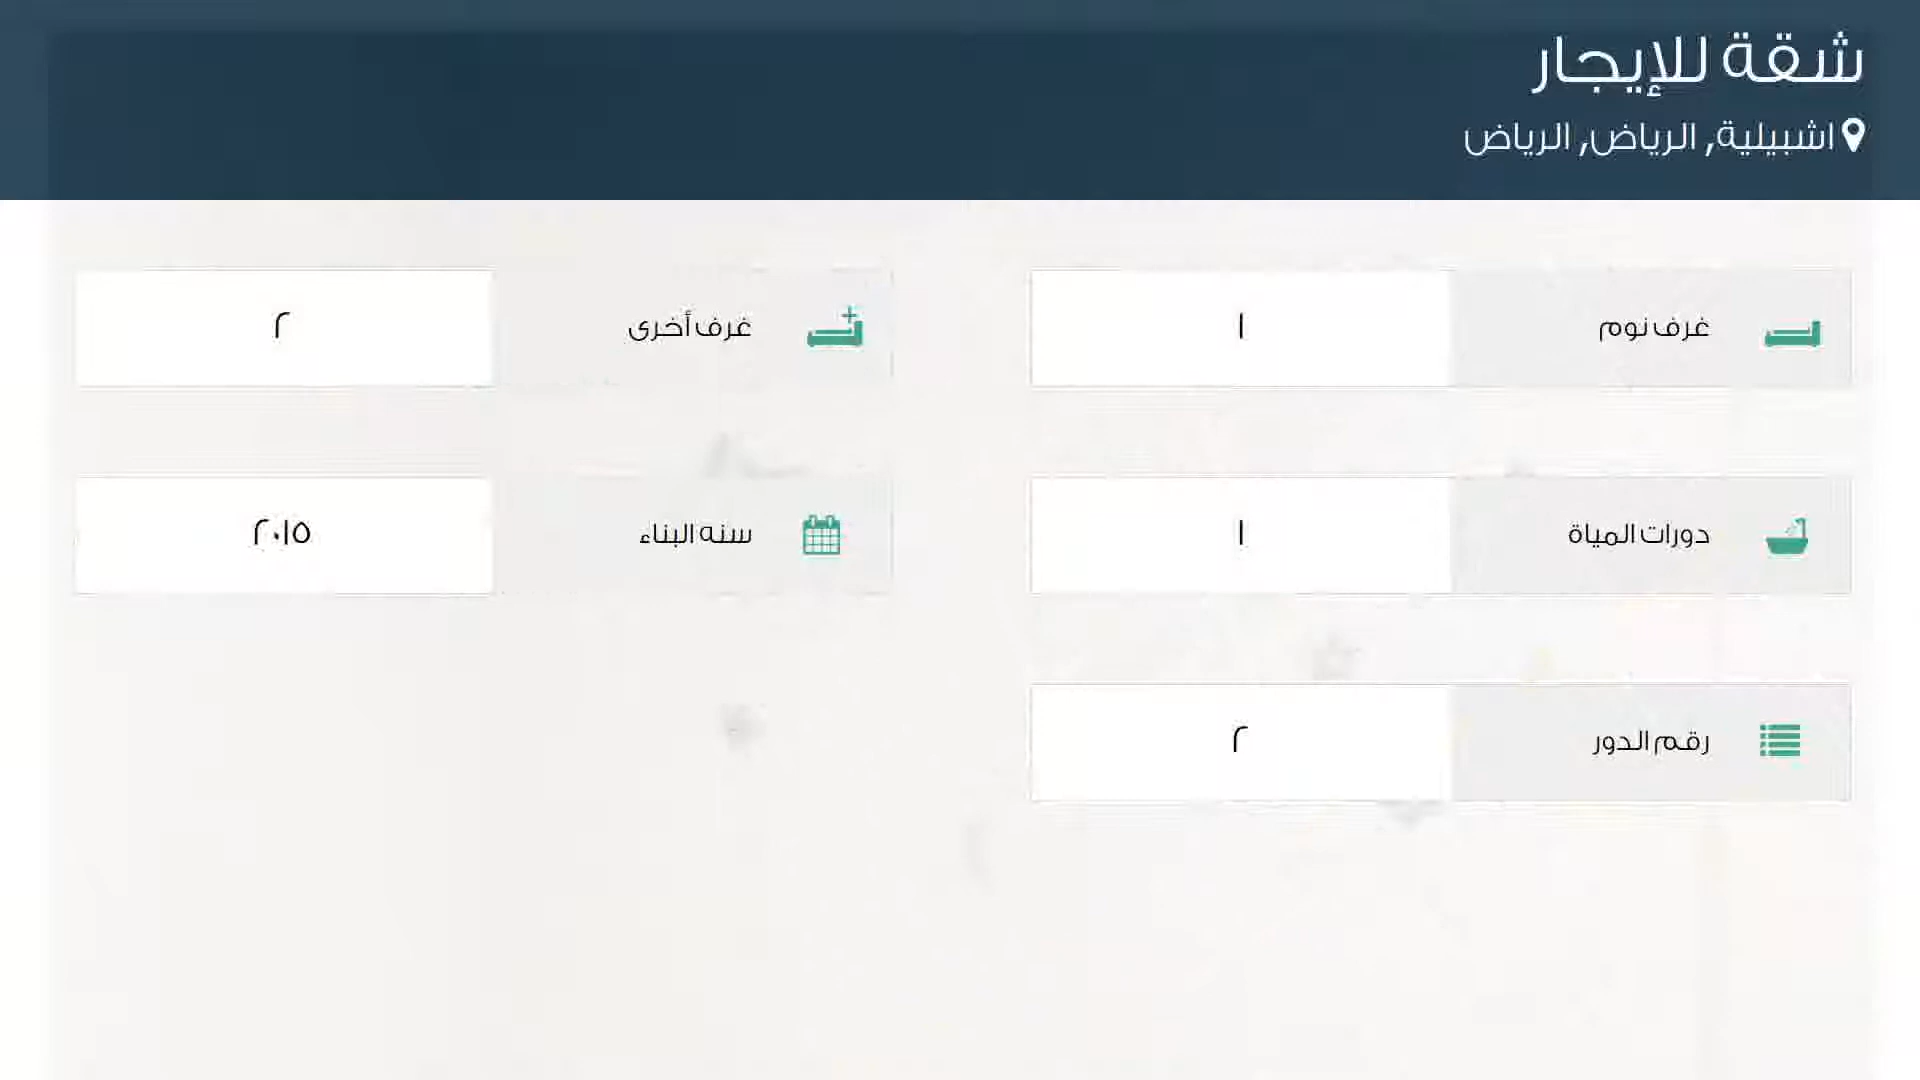 شقة للإيجار
اشبيلية, الرياض, الرياض
غرف نوم
١
غرف أخرى
٢
دورات المياة
١
سنه البناء
٢٠١٥
رقم الدور
٢